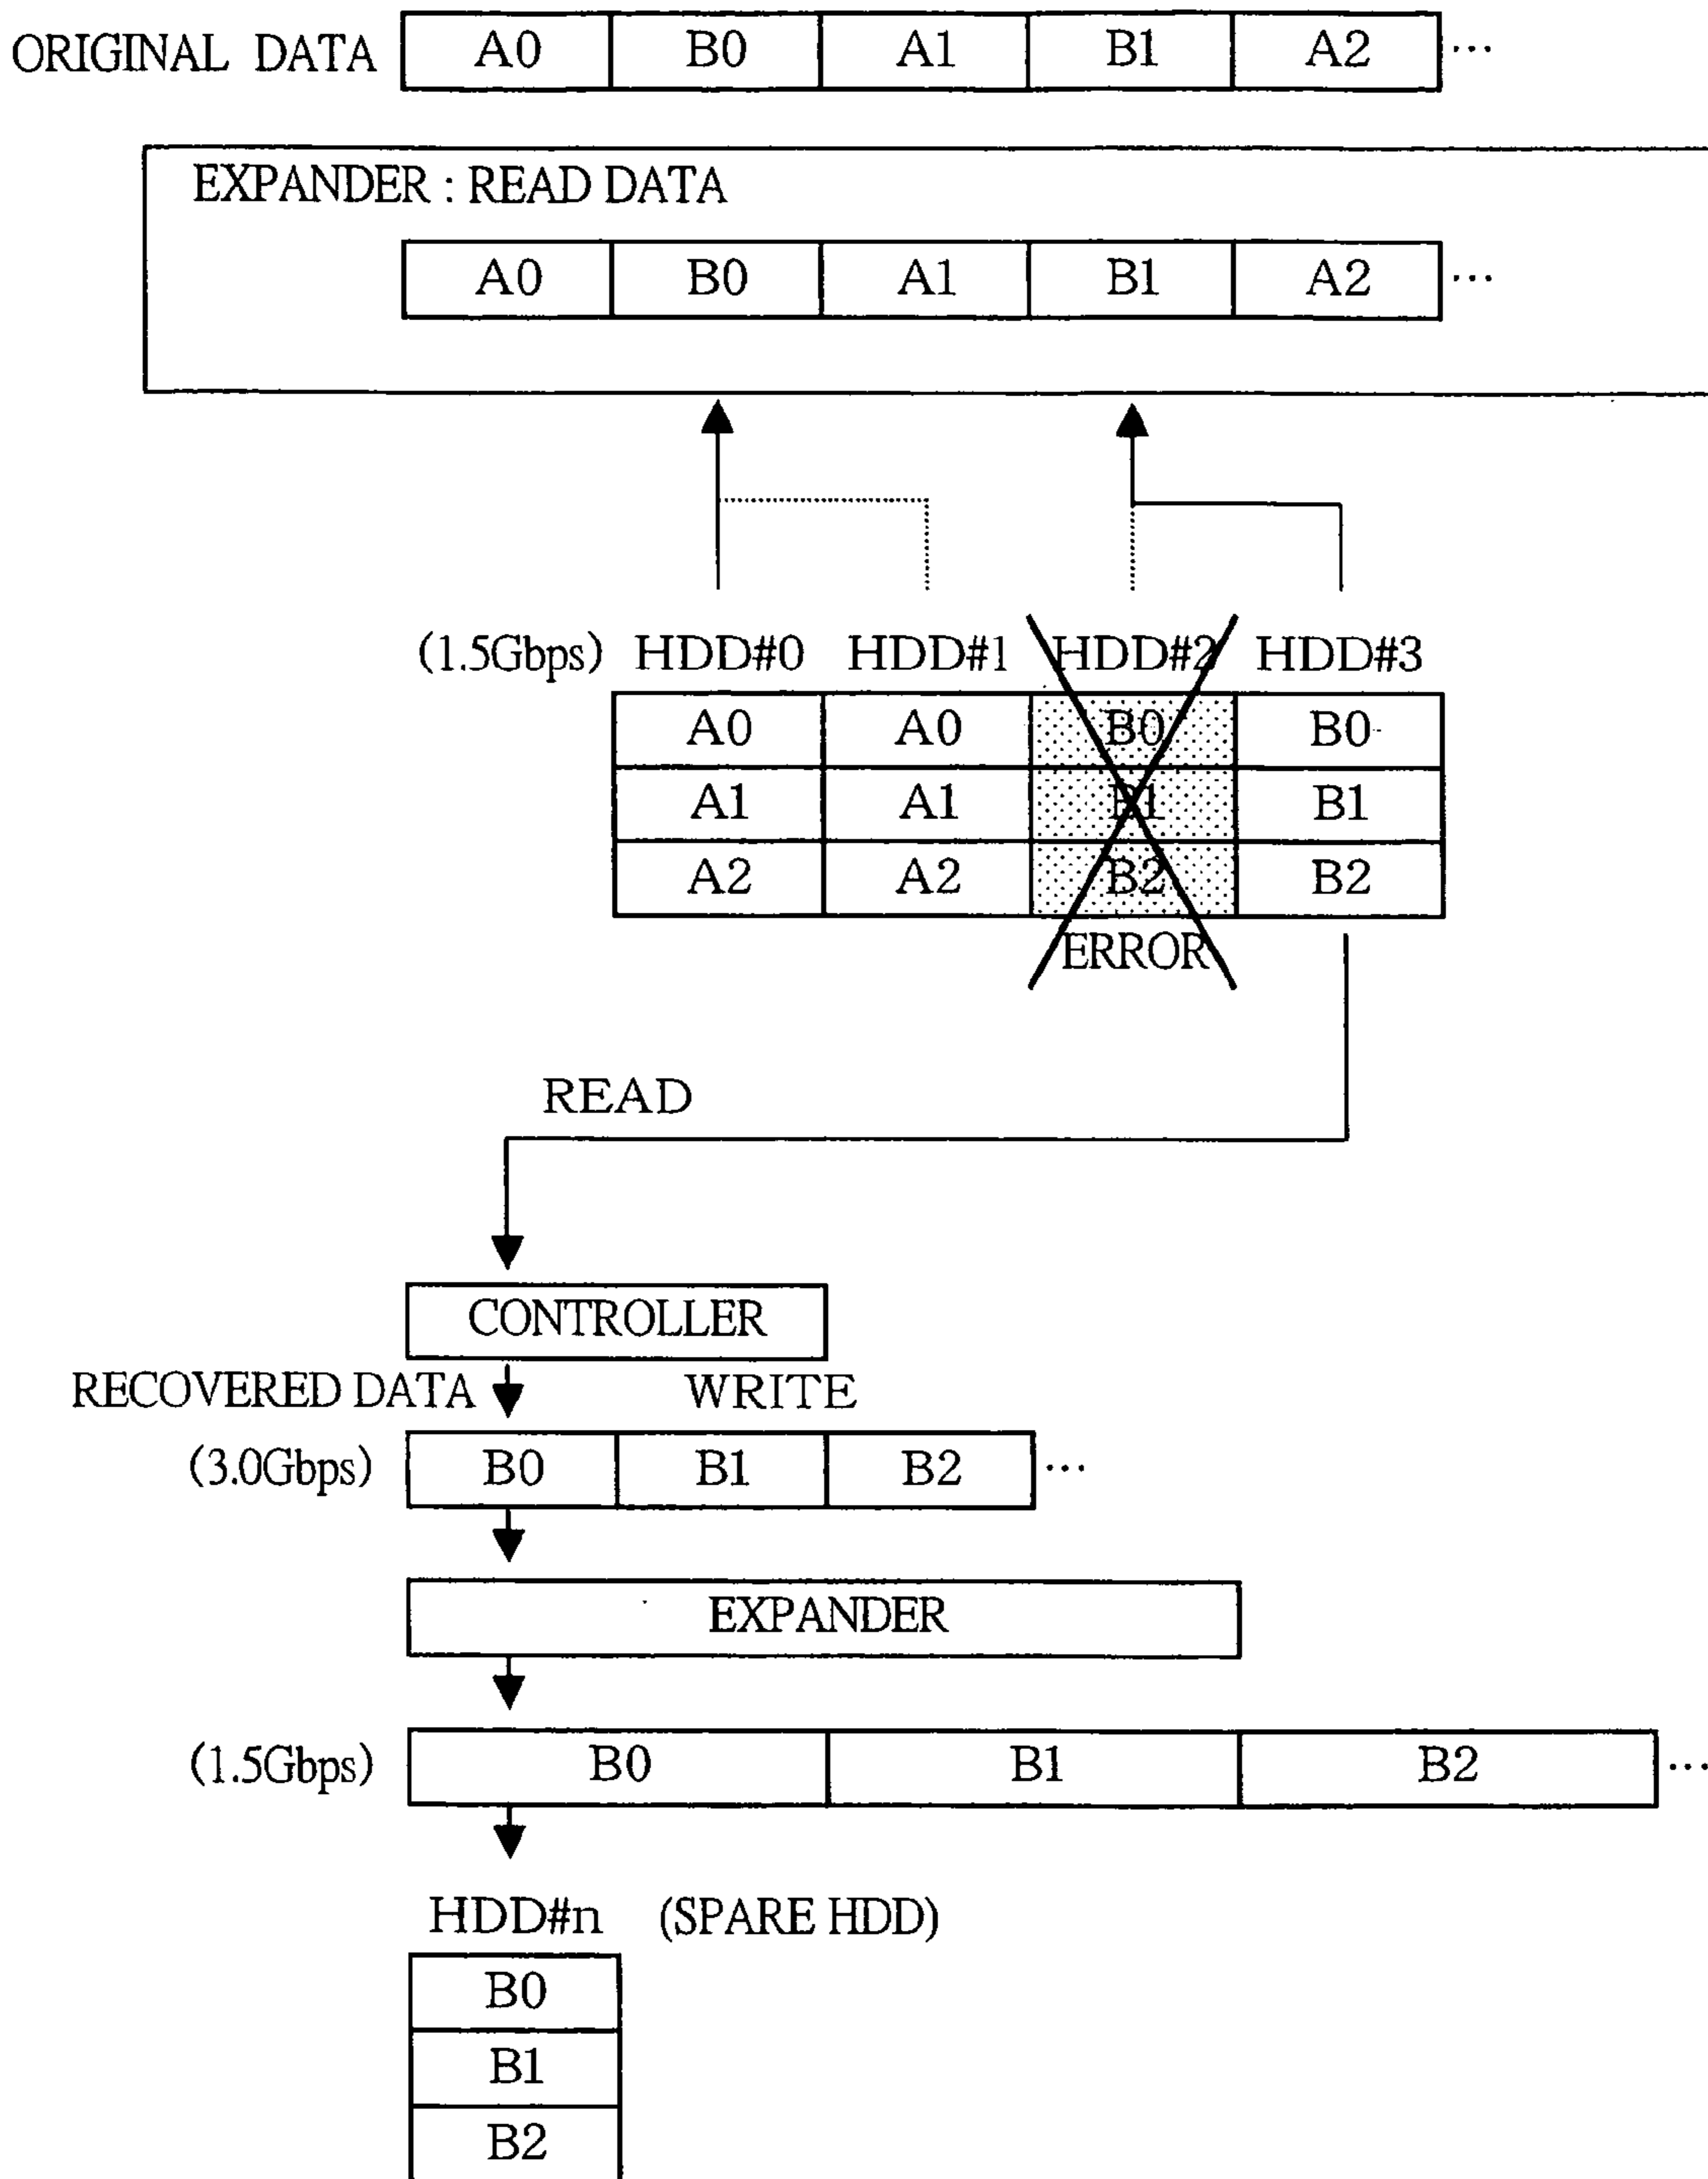 ORIGINAL DATA A0 B0 A1 B1 A2 ...
EXPANDER : READ DATA
A0 B0 A1 B1 A2 ...
(1.5Gbps) HDD#0 HDD#1 HDD#2 HDD#3
A0 A0 B0 B0
A1 A1 B1 B1
A2 A2 B2 B2
ERROR
READ
CONTROLLER
RECOVERED DATA WRITE
(3.0Gbps) B0 B1 B2 ...
EXPANDER
(1.5Gbps) B0 B1 B2 ...
HDD#n (SPARE HDD)
B0
B1
B2